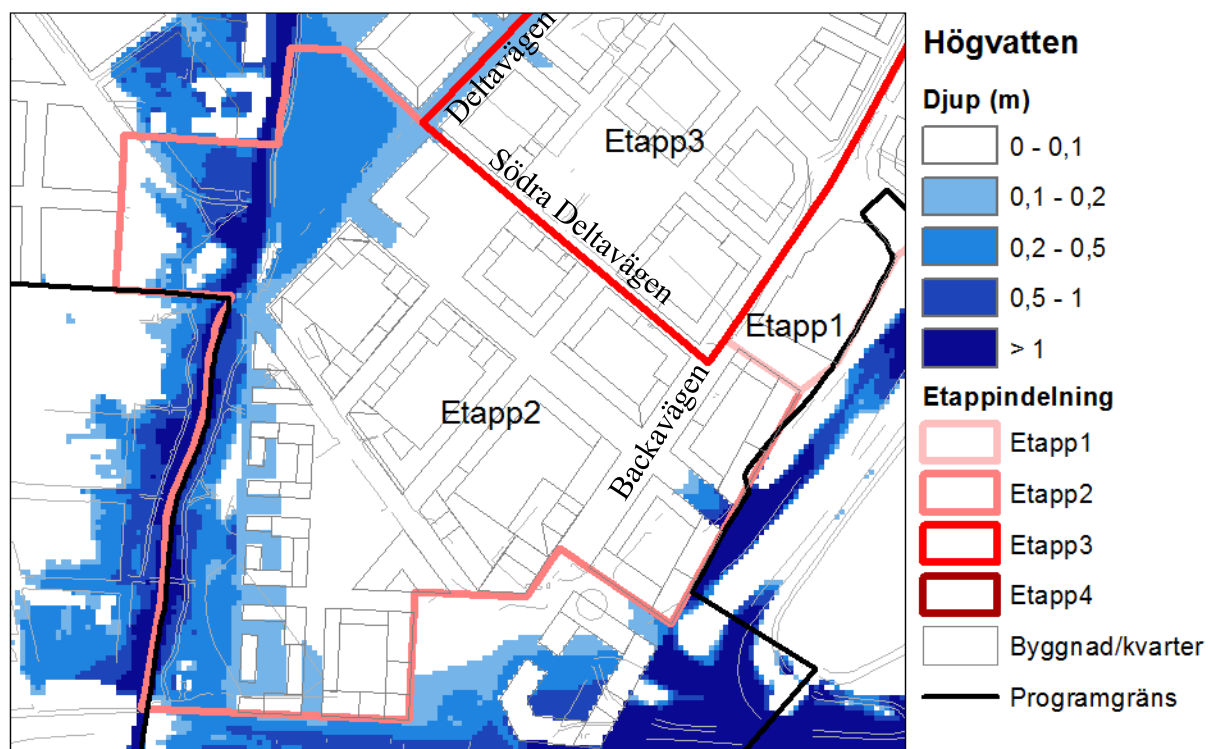 Deltavägen
Etapp3
Södra Deltavägen
Etapp1
Etapp2
Backavägen
Högvatten
Djup (m)
0 - 0,1
0,1 - 0,2
0,2 - 0,5
0,5 - 1
> 1
Etappindelning
Etapp1
Etapp2
Etapp3
Etapp4
Byggnad/kvarter
Programgräns